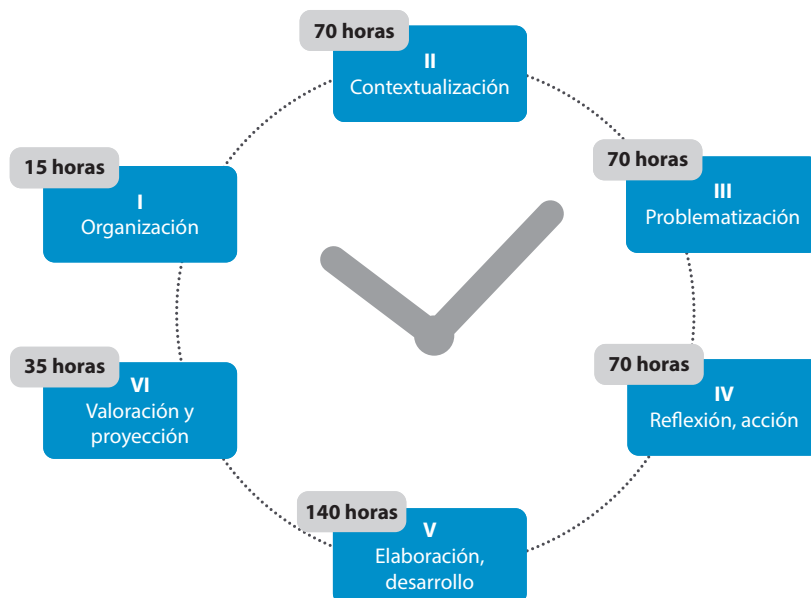 15 horas
I
Organización
70 horas
II
Contextualización
70 horas
III
Problematización
70 horas
IV
Reflexión, acción
140 horas
V
Elaboración,
desarrollo
35 horas
VI
Valoración y
proyección